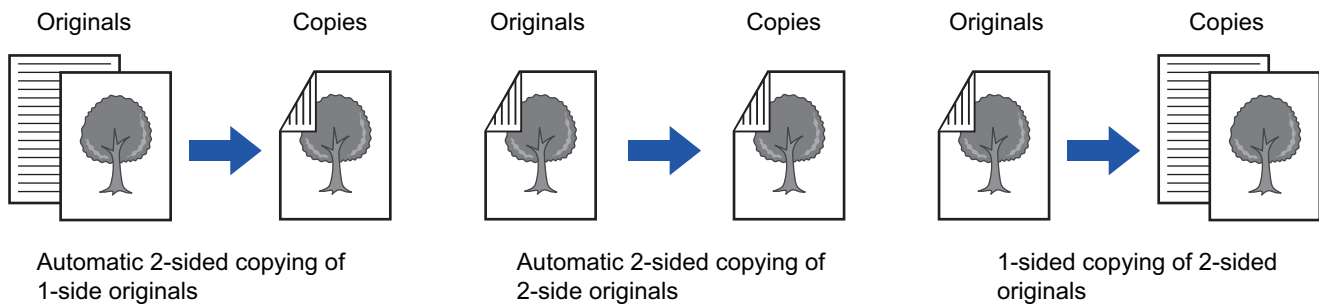 Originals
Copies
Originals
Copies
Originals
Copies
Automatic 2-sided copying of
1-side originals
Automatic 2-sided copying of
2-side originals
1-sided copying of 2-sided
originals